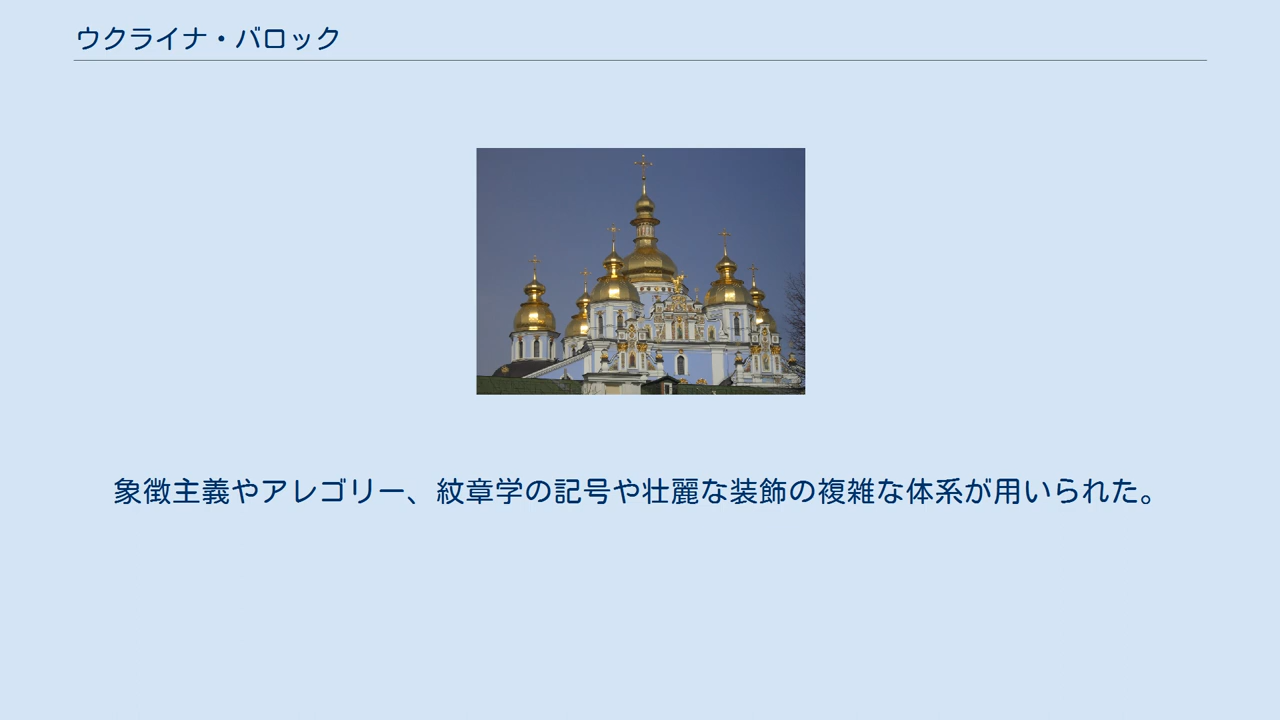 ウクライナ・バロック
象徴主義やアレゴリー、紋章学の記号や壮麗な装飾の複雑な体系が用いられた。